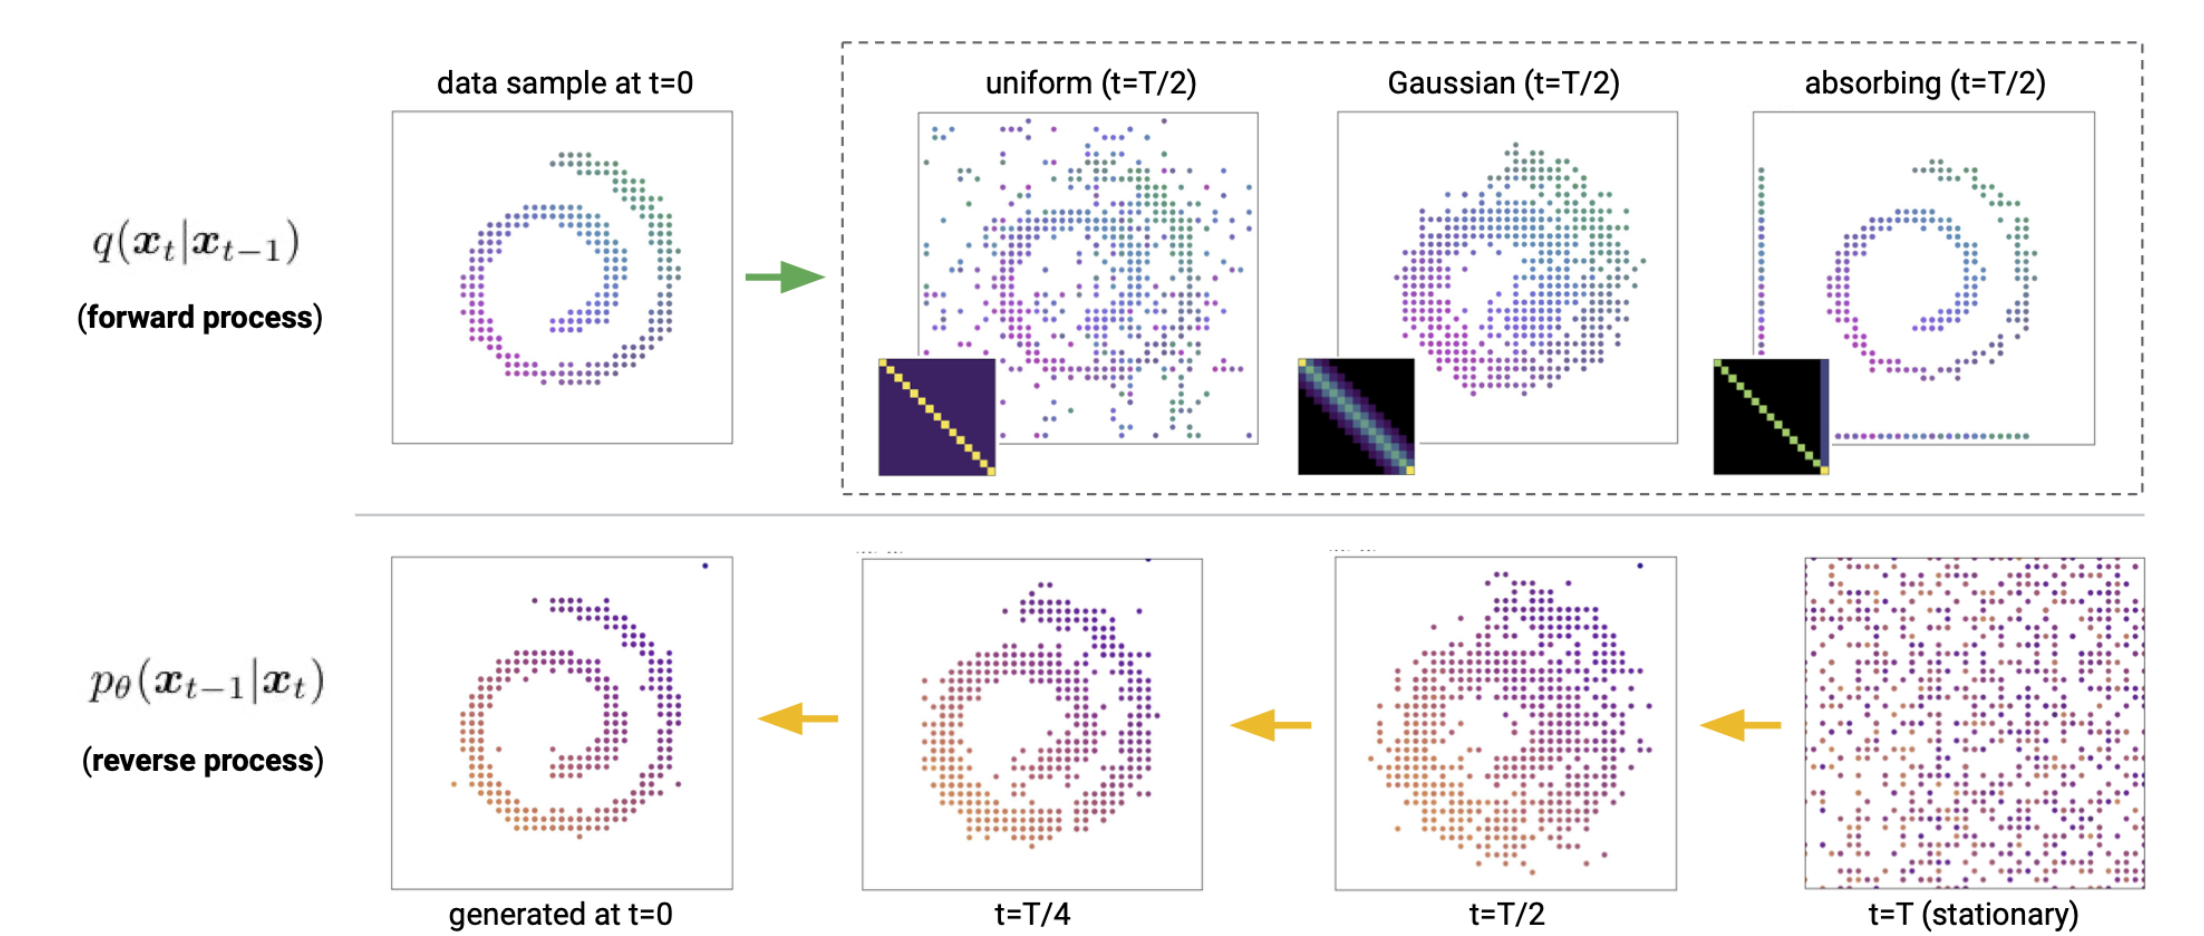 data sample at t=0
uniform (t=T/2)
Gaussian (t=T/2)
absorbing (t=T/2)
q(x_t|x_{t-1})
(forward process)
p_θ(x_{t-1}|x_t)
(reverse process)
generated at t=0
t=T/4
t=T/2
t=T (stationary)